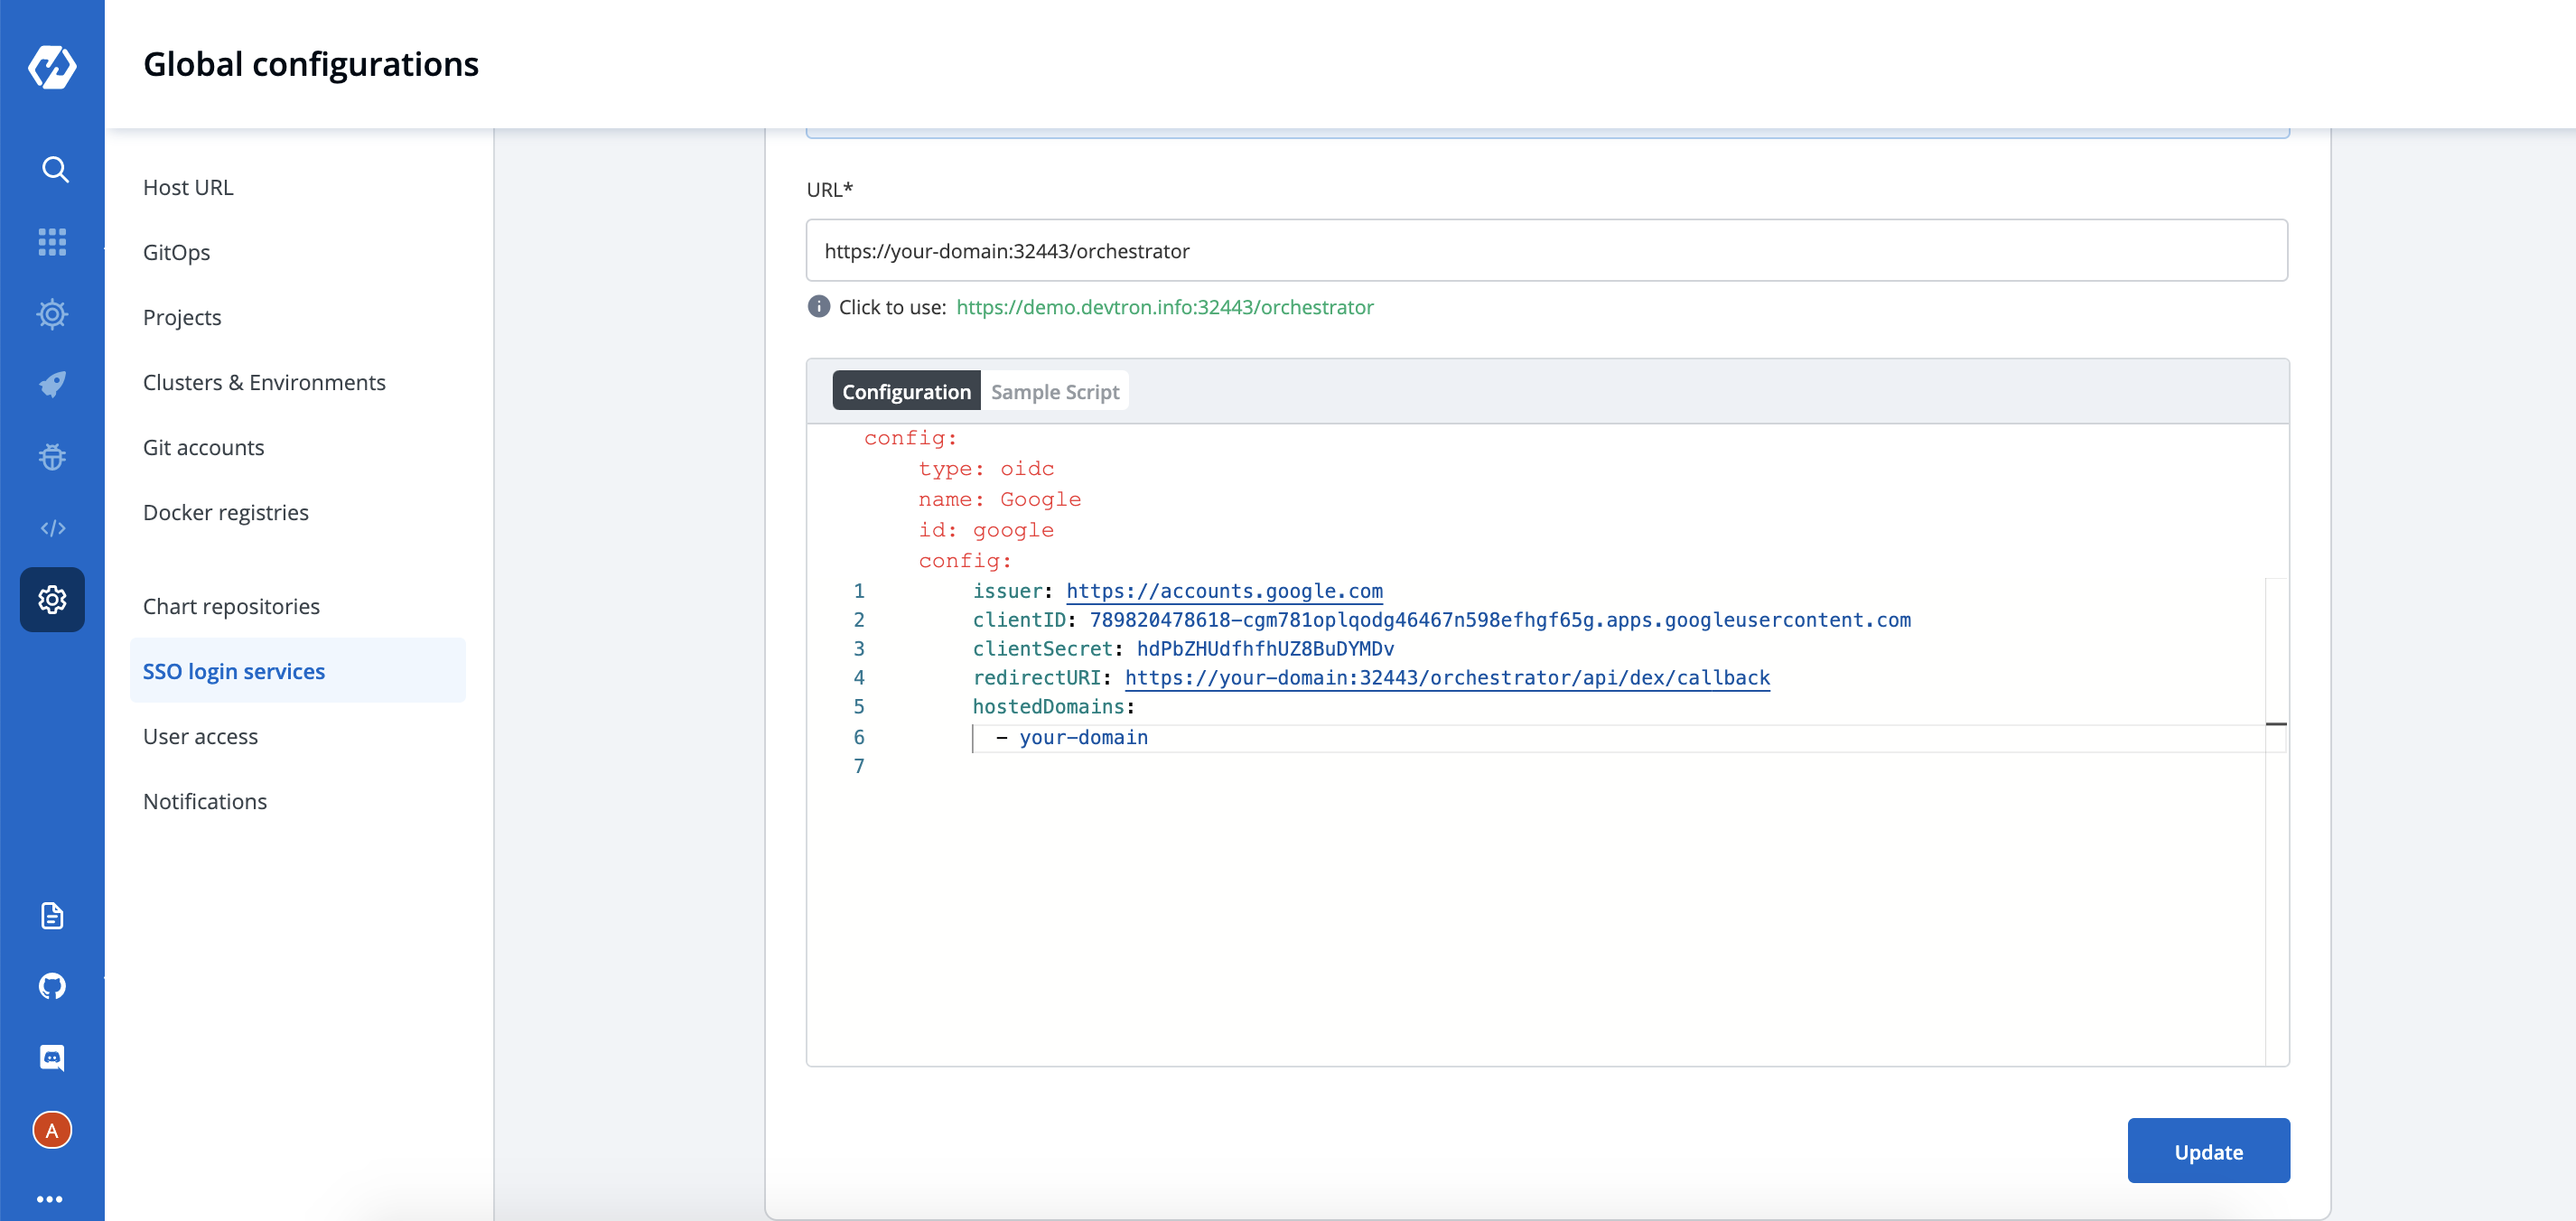 Global configurations
Host URL
GitOps
Projects
Clusters & Environments
Git accounts
Docker registries
Chart repositories
SSO login services
User access
Notifications
A
URL*
https://your-domain:32443/orchestrator
Click to use: https://demo.devtron.info:32443/orchestrator
Configuration Sample Script
config:
type: oidc
name: Google
id: google
config:
1 issuer: https://accounts.google.com
2 clientID: 789820478618-cgm781oplqodg46467n598efhgf65g.apps.googleusercontent.com
3 clientSecret: hdPbZHUdfhfhUZ8BuDYMDv
4 redirectURI: https://your-domain:32443/orchestrator/api/dex/callback
5 hostedDomains:
6 - your-domain
7
Update